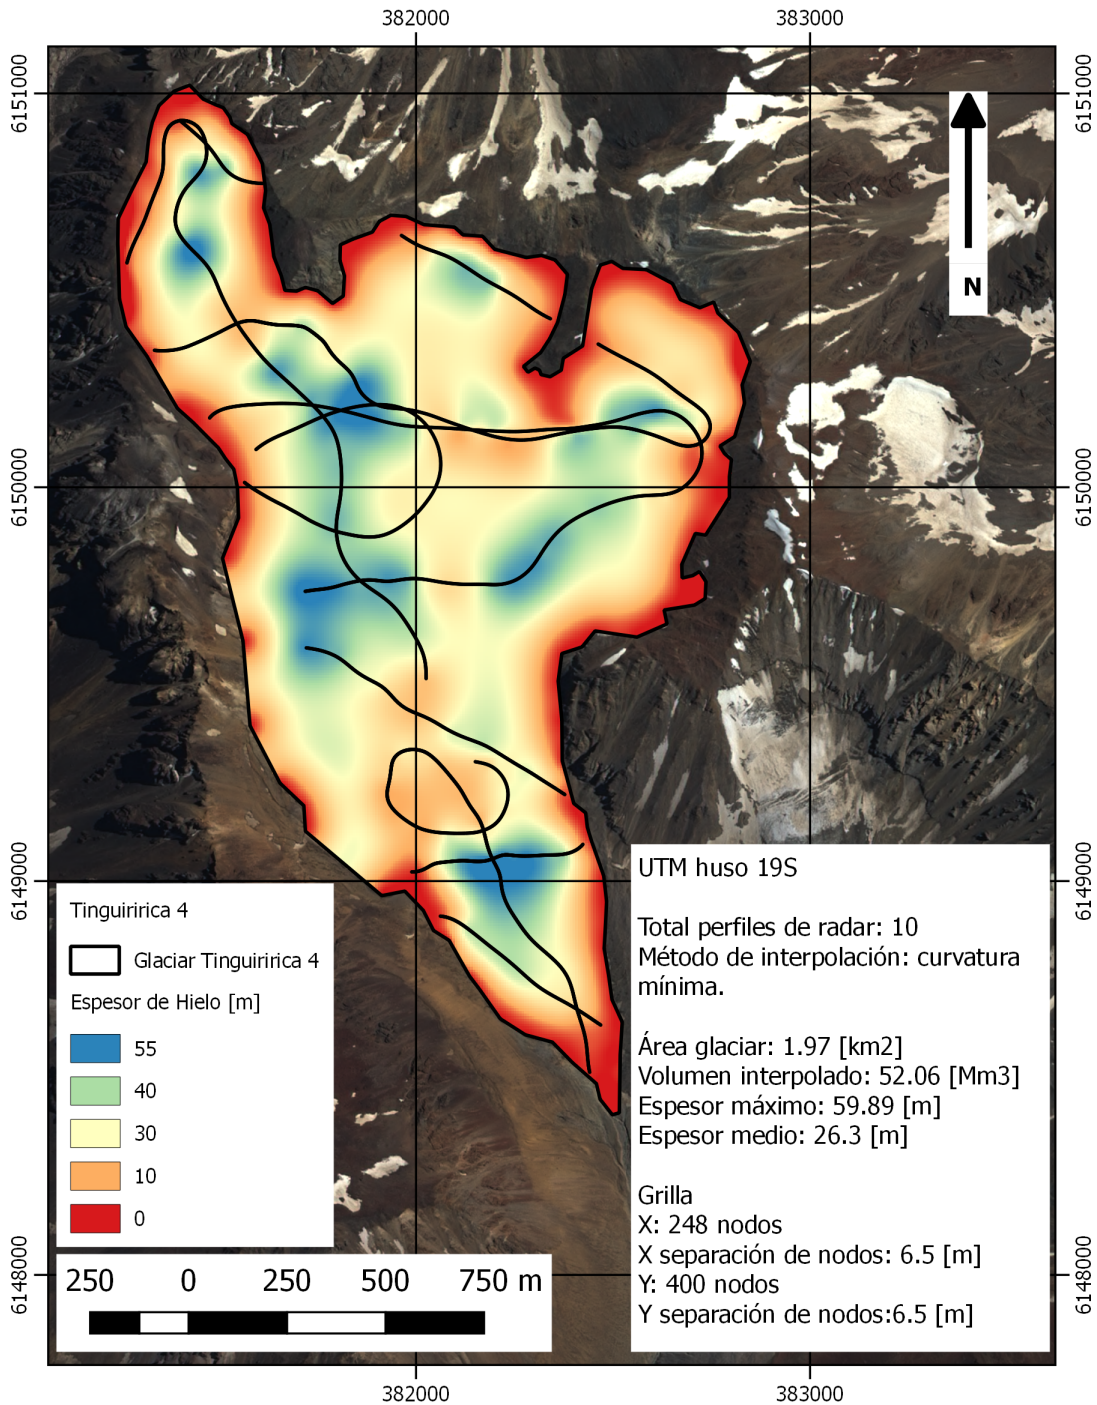 382000
383000
6151000
6151000
N
6150000
6150000
6149000
6149000
Tinguiririca 4
Glaciar Tinguiririca 4
Espesor de Hielo [m]
55
40
30
10
0
UTM huso 19S
Total perfiles de radar: 10
Método de interpolación: curvatura
mínima.
Área glaciar: 1.97 [km2]
Volumen interpolado: 52.06 [Mm3]
Espesor máximo: 59.89 [m]
Espesor medio: 26.3 [m]
Grilla
X: 248 nodos
X separación de nodos: 6.5 [m]
Y: 400 nodos
Y separación de nodos:6.5 [m]
6148000
6148000
250 0 250 500 750 m
382000
383000